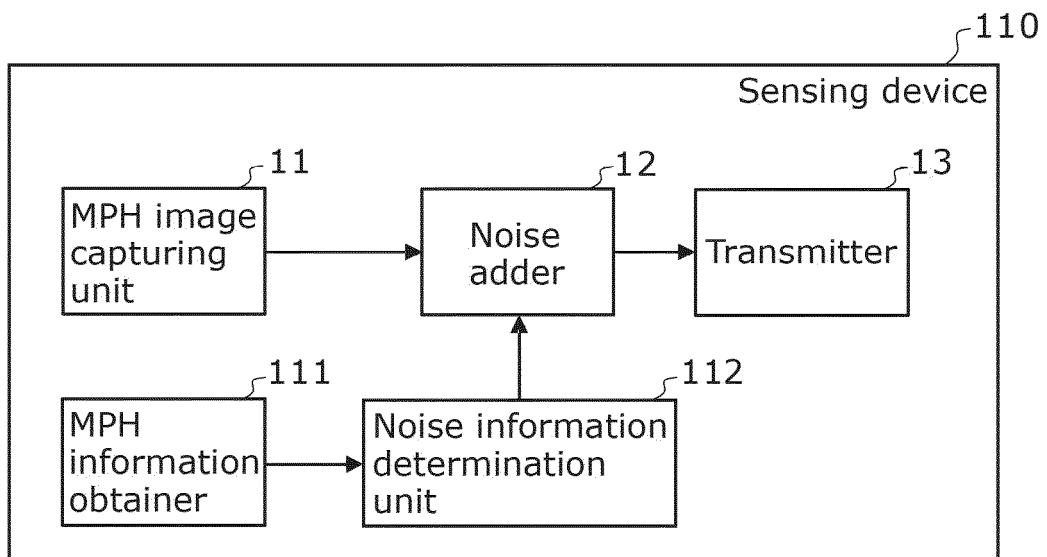 110
Sensing device
11
MPH image
capturing
unit
12
Noise
adder
13
Transmitter
111
MPH
information
obtainer
112
Noise information
determination
unit